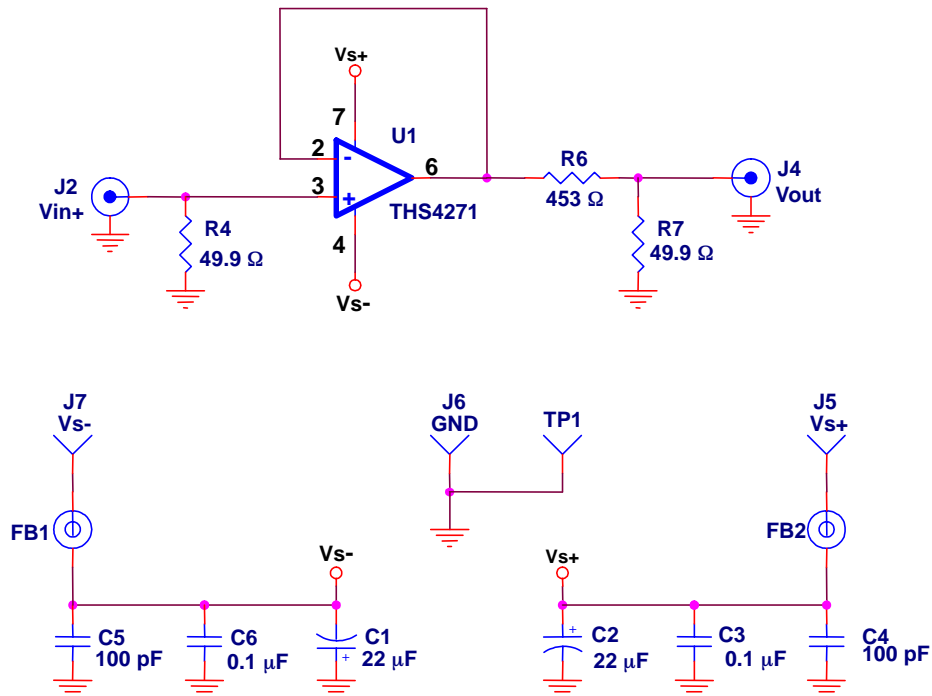 Vs+
7
U1
2
-
6
R6
J4
J2
3
+
453 Ω
Vout
Vin+
THS4271
R4
R7
49.9 Ω
4
49.9 Ω
Vs-
J7
Vs-
J6
GND
TP1
J5
Vs+
FB1
FB2
Vs-
Vs+
C5
100 pF
C6
0.1 μF
C1
+
22 μF
+
C2
22 μF
C3
0.1 μF
C4
100 pF